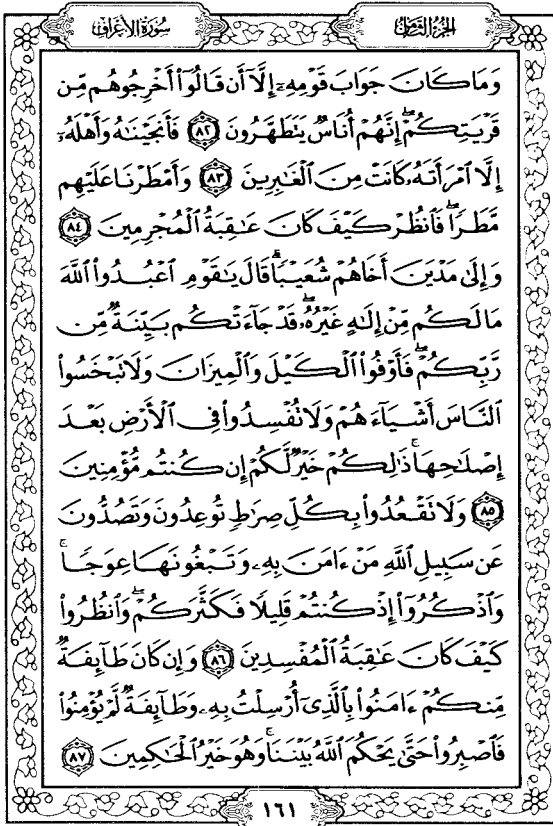 سُورَةُ الأَعۡرَافِ
الجُزۡءُ الثَّامِنُ
وَمَا كَانَ جَوَابَ قَوۡمِهِۦٓ إِلَّآ أَن قَالُوٓاْ أَخۡرِجُوهُم مِّن
قَرۡيَتِكُمۡۖ إِنَّهُمۡ أُنَاسٞ يَتَطَهَّرُونَ ٨٢ فَأَنجَيۡنَٰهُ وَأَهۡلَهُۥٓ
إِلَّا ٱمۡرَأَتَهُۥ كَانَتۡ مِنَ ٱلۡغَٰبِرِينَ ٨٣ وَأَمۡطَرۡنَا عَلَيۡهِم
مَّطَرٗاۖ فَٱنظُرۡ كَيۡفَ كَانَ عَٰقِبَةُ ٱلۡمُجۡرِمِينَ ٨٤
وَإِلَىٰ مَدۡيَنَ أَخَاهُمۡ شُعَيۡبٗاۚ قَالَ يَٰقَوۡمِ ٱعۡبُدُواْ ٱللَّهَ
مَا لَكُم مِّنۡ إِلَٰهٍ غَيۡرُهُۥۖ قَدۡ جَآءَتۡكُم بَيِّنَةٞ مِّن
رَّبِّكُمۡۖ فَأَوۡفُواْ ٱلۡكَيۡلَ وَٱلۡمِيزَانَ وَلَا تَبۡخَسُواْ
ٱلنَّاسَ أَشۡيَآءَهُمۡ وَلَا تُفۡسِدُواْ فِي ٱلۡأَرۡضِ بَعۡدَ
إِصۡلَٰحِهَاۚ ذَٰلِكُمۡ خَيۡرٞ لَّكُمۡ إِن كُنتُم مُّؤۡمِنِينَ
٨٥ وَلَا تَقۡعُدُواْ بِكُلِّ صِرَٰطٖ تُوعِدُونَ وَتَصُدُّونَ
عَن سَبِيلِ ٱللَّهِ مَنۡ ءَامَنَ بِهِۦ وَتَبۡغُونَهَا عِوَجٗاۚ
وَٱذۡكُرُوٓاْ إِذۡ كُنتُمۡ قَلِيلٗا فَكَثَّرَكُمۡۖ وَٱنظُرُواْ
كَيۡفَ كَانَ عَٰقِبَةُ ٱلۡمُفۡسِدِينَ ٨٦ وَإِن كَانَ طَآئِفَةٞ
مِّنكُمۡ ءَامَنُواْ بِٱلَّذِيٓ أُرۡسِلۡتُ بِهِۦ وَطَآئِفَةٞ لَّمۡ يُؤۡمِنُواْ
فَٱصۡبِرُواْ حَتَّىٰ يَحۡكُمَ ٱللَّهُ بَيۡنَنَاۚ وَهُوَ خَيۡرُ ٱلۡحَٰكِمِينَ ٨٧
١٦١